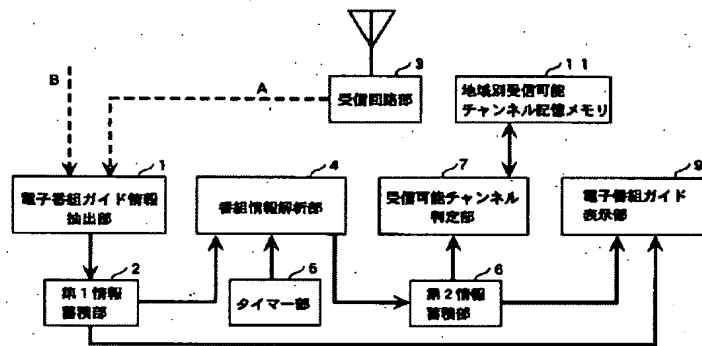 3
受信回路部
11
地域別受信可能
チャンネル記憶メモリ
B
A
1
電子番組ガイド情報
抽出部
4
番組情報解析部
7
受信可能チャンネル
判定部
9
電子番組ガイド
表示部
2
第1情報
蓄積部
5
タイマー部
6
第2情報
蓄積部